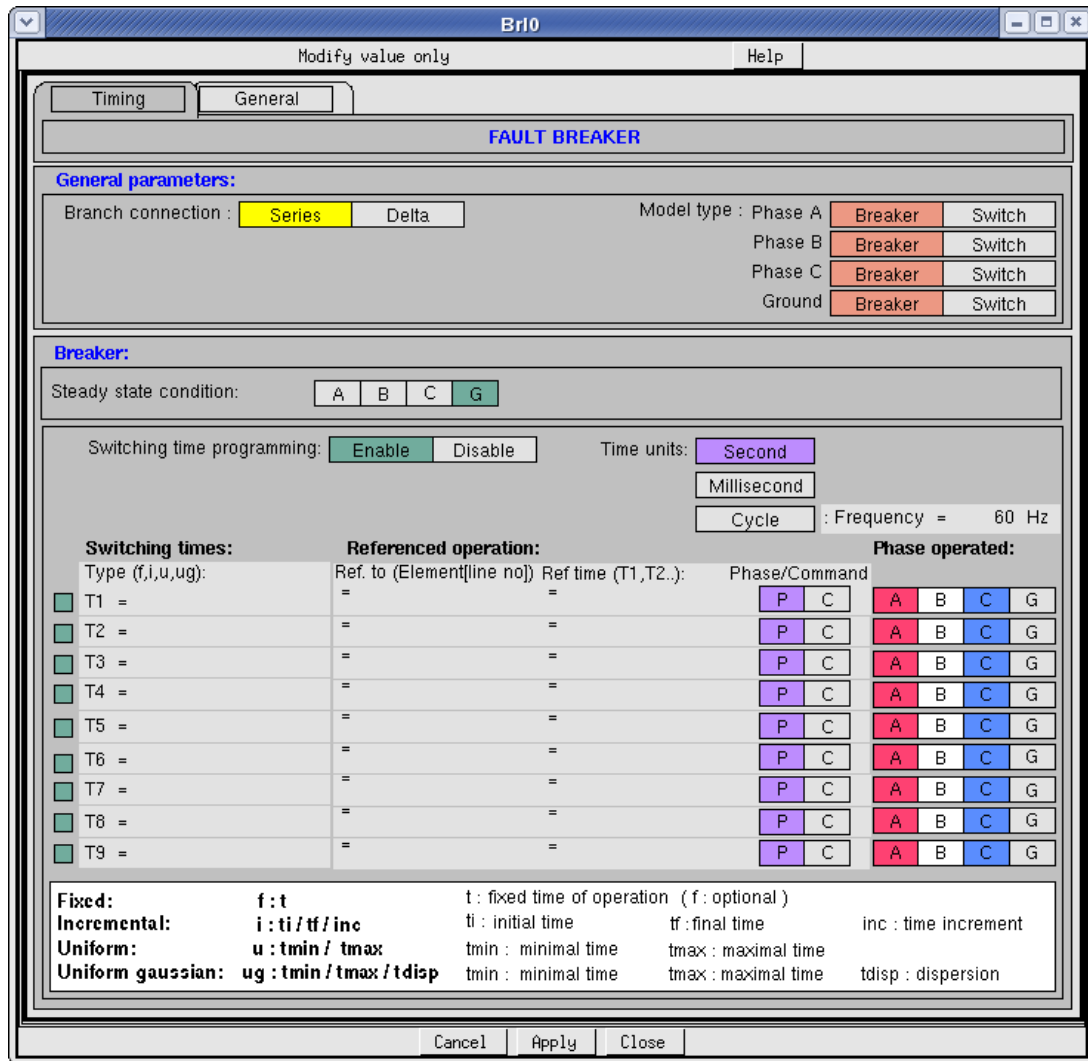 BrI0
Modify value only Help
Timing General
FAULT BREAKER
General parameters:
Branch connection : Series Delta Model type : Phase A Breaker Switch
Phase B Breaker Switch
Phase C Breaker Switch
Ground Breaker Switch
Breaker:
Steady state condition: A B C G
Switching time programming: Enable Disable Time units: Second
Millisecond
Cycle : Frequency = 60 Hz
Switching times: Referenced operation: Phase operated:
Type (f,i,u,ug): Ref. to (Element[line no]) Ref time (T1,T2..): Phase/Command
T1 = = = P C A B C G
T2 = = = P C A B C G
T3 = = = P C A B C G
T4 = = = P C A B C G
T5 = = = P C A B C G
T6 = = = P C A B C G
T7 = = = P C A B C G
T8 = = = P C A B C G
T9 = = = P C A B C G
Fixed: f : t t : fixed time of operation ( f : optional )
Incremental: i : ti / tf / inc ti : initial time tf : final time inc : time increment
Uniform: u : tmin / tmax tmin : minimal time tmax : maximal time
Uniform gaussian: ug : tmin / tmax / tdisp tmin : minimal time tmax : maximal time tdisp : dispersion
Cancel Apply Close